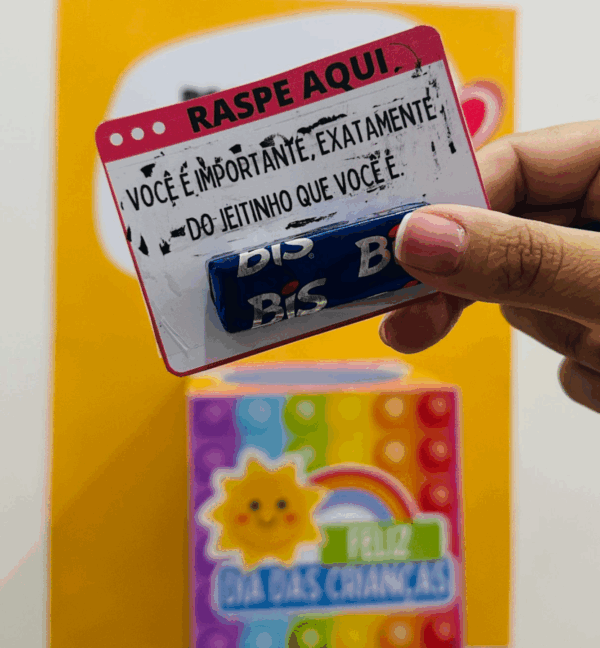 RASPE AQUI
VOCÊ É IMPORTANTE, EXATAMENTE
DO JEITINHO QUE VOCÊ É.
BIS
BIS
BIS
FELIZ
DIA DAS CRIANÇAS